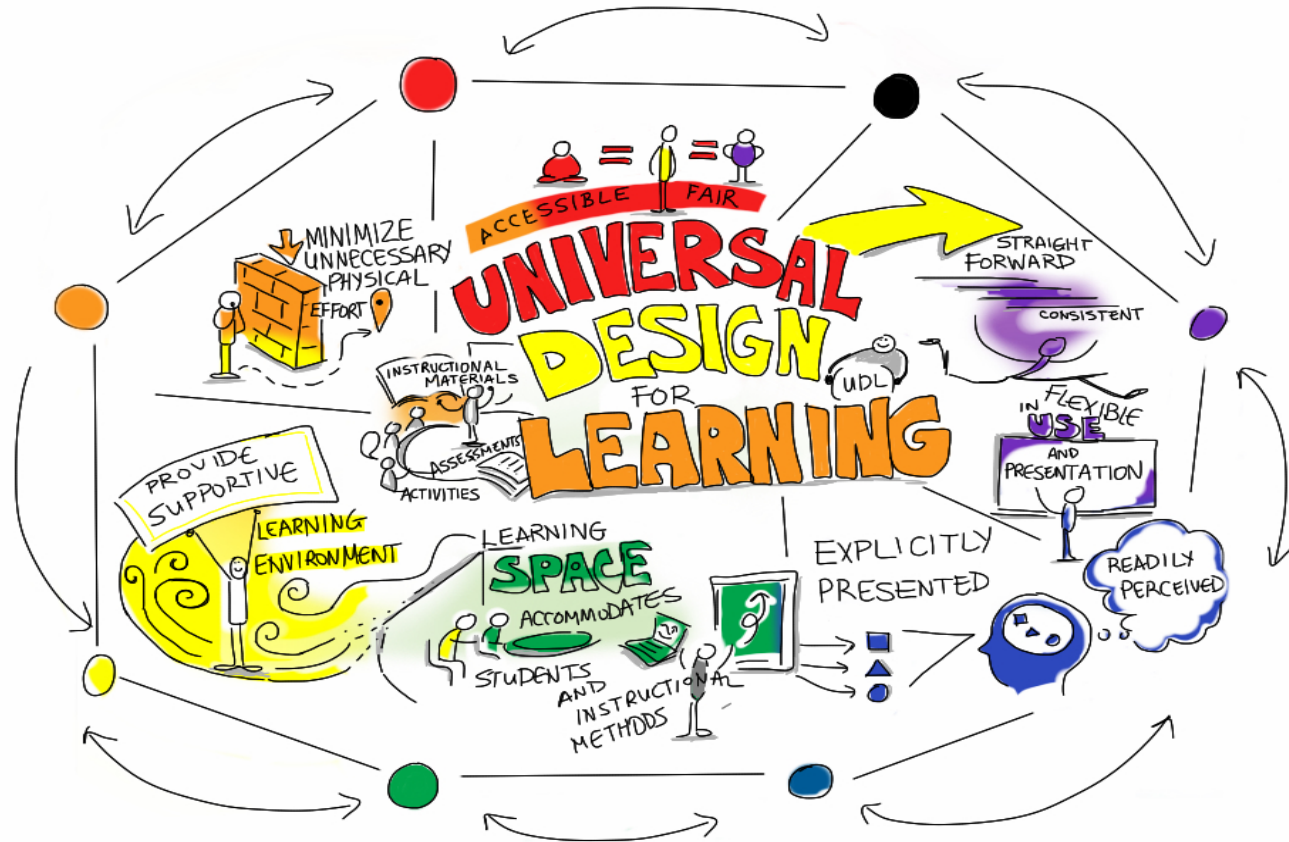 ACCESSIBLE FAIR
UNIVERSAL
DESIGN
FOR
LEARNING
UDL
STRAIGHT
FORWARD
CONSISTENT
FLEXIBLE
IN USE
AND
PRESENTATION
READILY
PERCEIVED
EXPLICITLY
PRESENTED
LEARNING
SPACE
ACCOMMODATES
STUDENTS
AND
INSTRUCTIONAL
METHODS
PROVIDE
SUPPORTIVE
LEARNING
ENVIRONMENT
MINIMIZE
UNNECESSARY
PHYSICAL
EFFORT
INSTRUCTIONAL
MATERIALS
ASSESSMENTS
ACTIVITIES